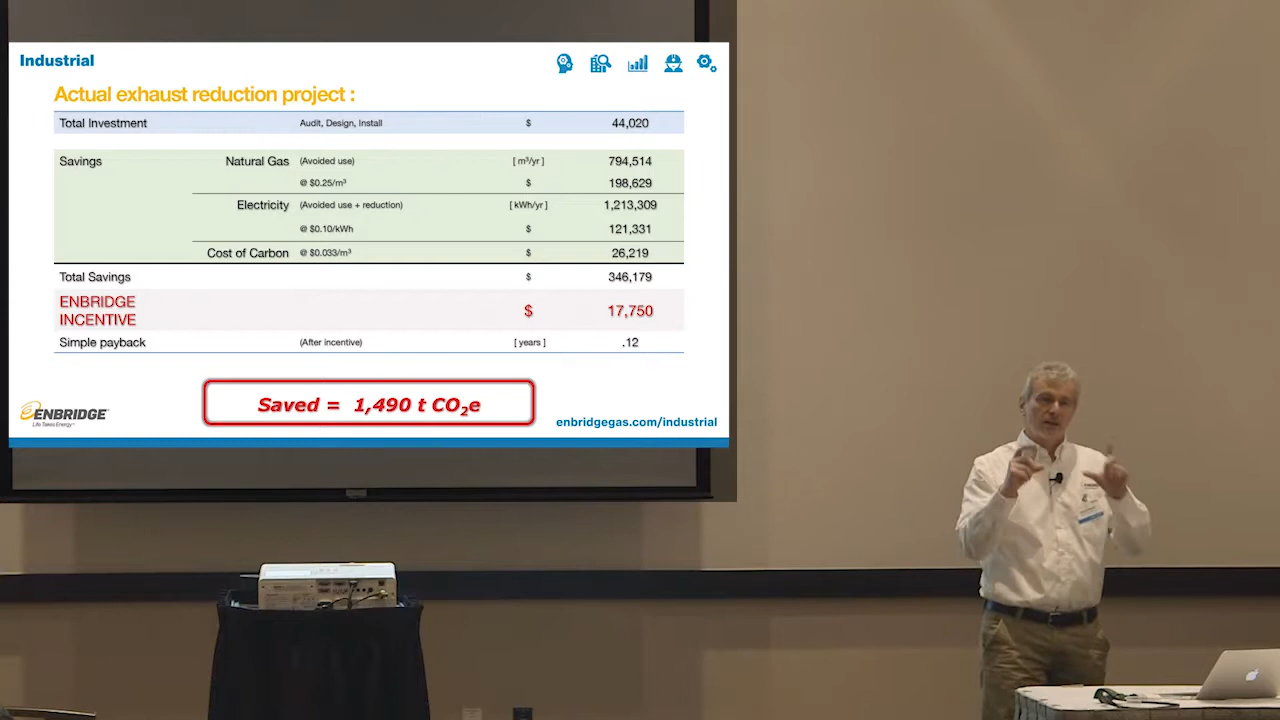 Industrial
Actual exhaust reduction project :
Total Investment Audit, Design, Install $ 44,020
Savings Natural Gas (Avoided use) [ m³/yr ] 794,514
@ $0.25/m³ $ 198,629
Electricity (Avoided use + reduction) [ kWh/yr ] 1,213,309
@ $0.10/kWh $ 121,331
Cost of Carbon @ $0.033/m³ $ 26,219
Total Savings $ 346,179
ENBRIDGE
INCENTIVE $ 17,750
Simple payback (After incentive) [ years ] .12
Saved = 1,490 t CO₂e
ENBRIDGE
Life Takes Energy™
enbridgegas.com/industrial